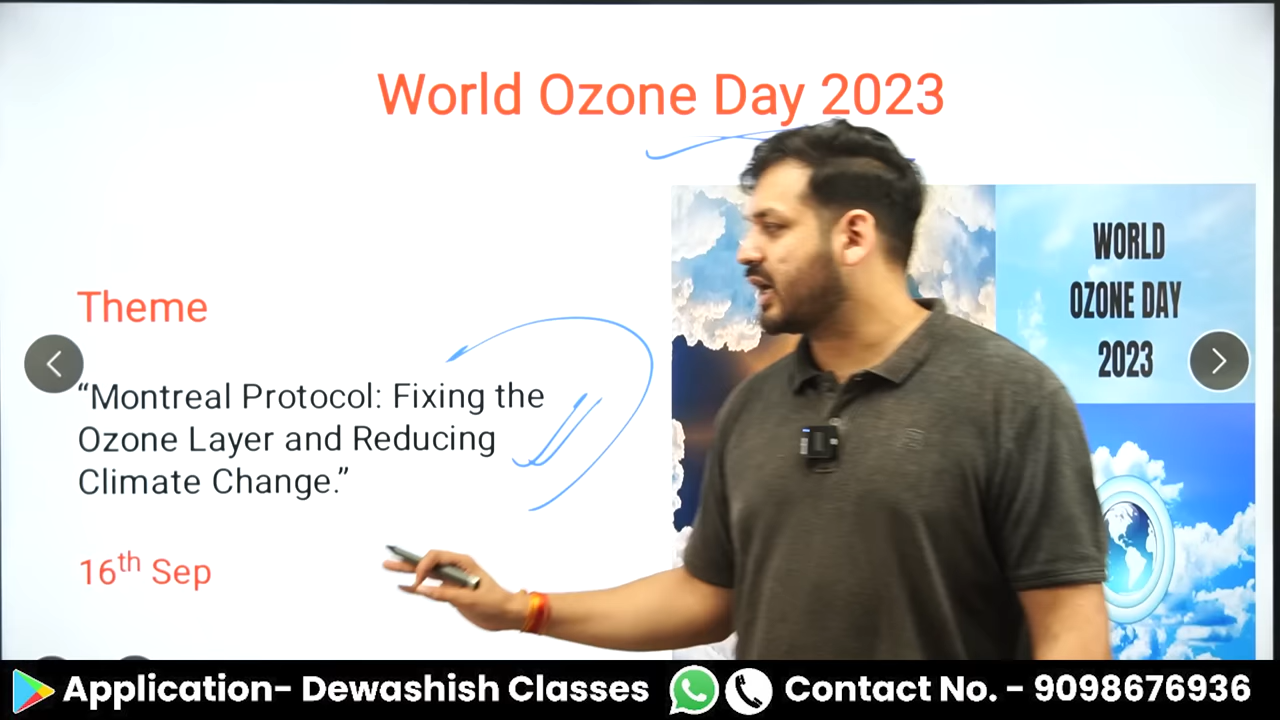 World Ozone Day 2023
WORLD
OZONE DAY
2023
Theme
“Montreal Protocol: Fixing the
Ozone Layer and Reducing
Climate Change.”
16th Sep
Application- Dewashish Classes
Contact No. - 9098676936